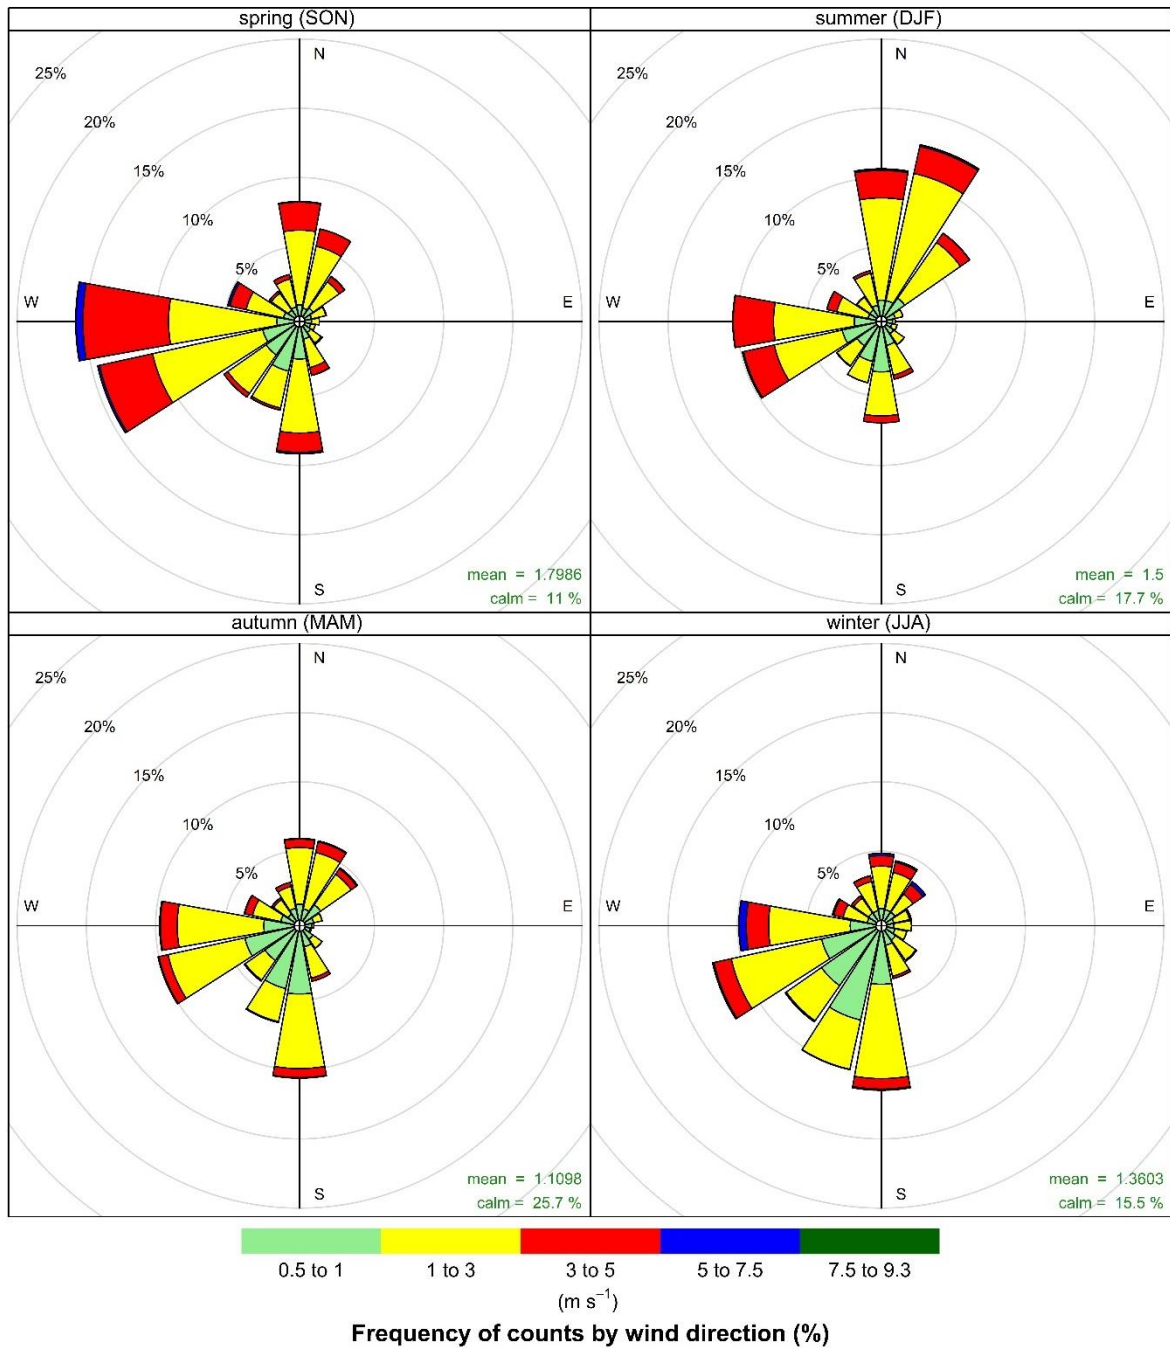 spring (SON)
summer (DJF)
N
25%
20%
15%
10%
5%
W
E
S
mean = 1.7986
calm = 11 %
N
25%
20%
15%
10%
5%
W
E
S
mean = 1.5
calm = 17.7 %
autumn (MAM)
winter (JJA)
N
25%
20%
15%
10%
5%
W
E
S
mean = 1.1098
calm = 25.7 %
N
25%
20%
15%
10%
5%
W
E
S
mean = 1.3603
calm = 15.5 %
0.5 to 1 1 to 3 3 to 5 5 to 7.5 7.5 to 9.3
(m s⁻¹)
Frequency of counts by wind direction (%)